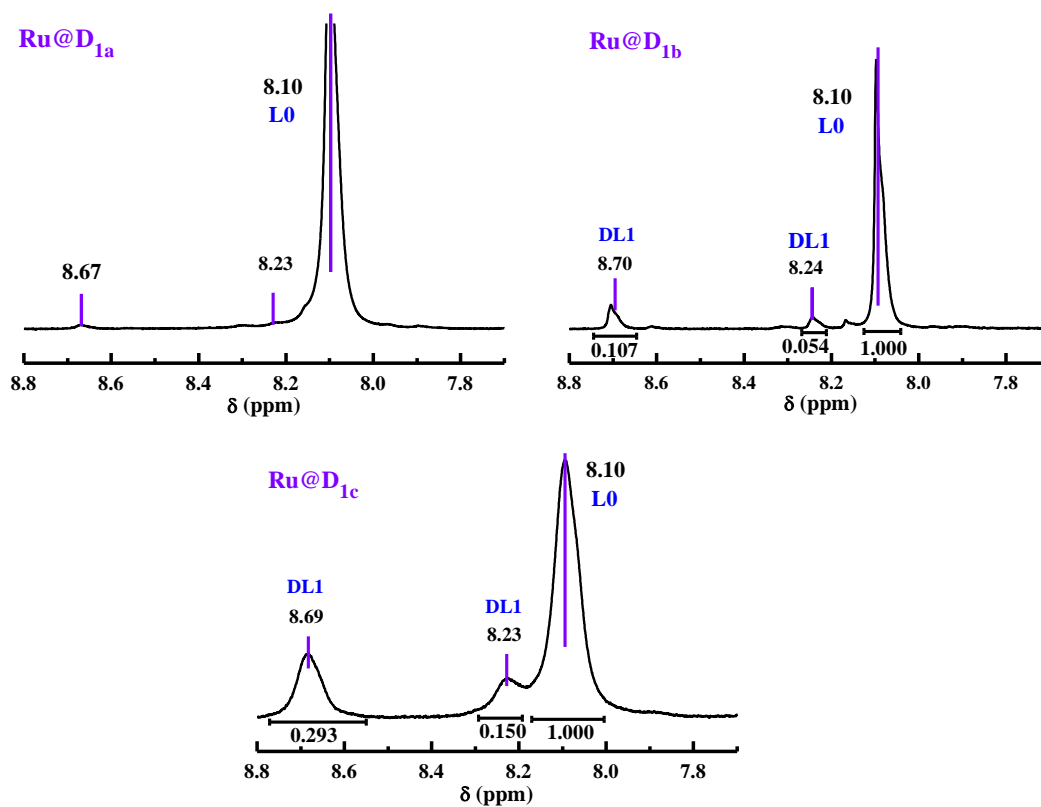 Ru@D1a
8.10
L0
8.67
8.23
8.8 8.6 8.4 8.2 8.0 7.8
δ (ppm)
Ru@D1b
8.10
L0
DL1
8.70
DL1
8.24
0.107
0.054
1.000
8.8 8.6 8.4 8.2 8.0 7.8
δ (ppm)
Ru@D1c
8.10
L0
DL1
8.69
DL1
8.23
0.293
0.150
1.000
8.8 8.6 8.4 8.2 8.0 7.8
δ (ppm)